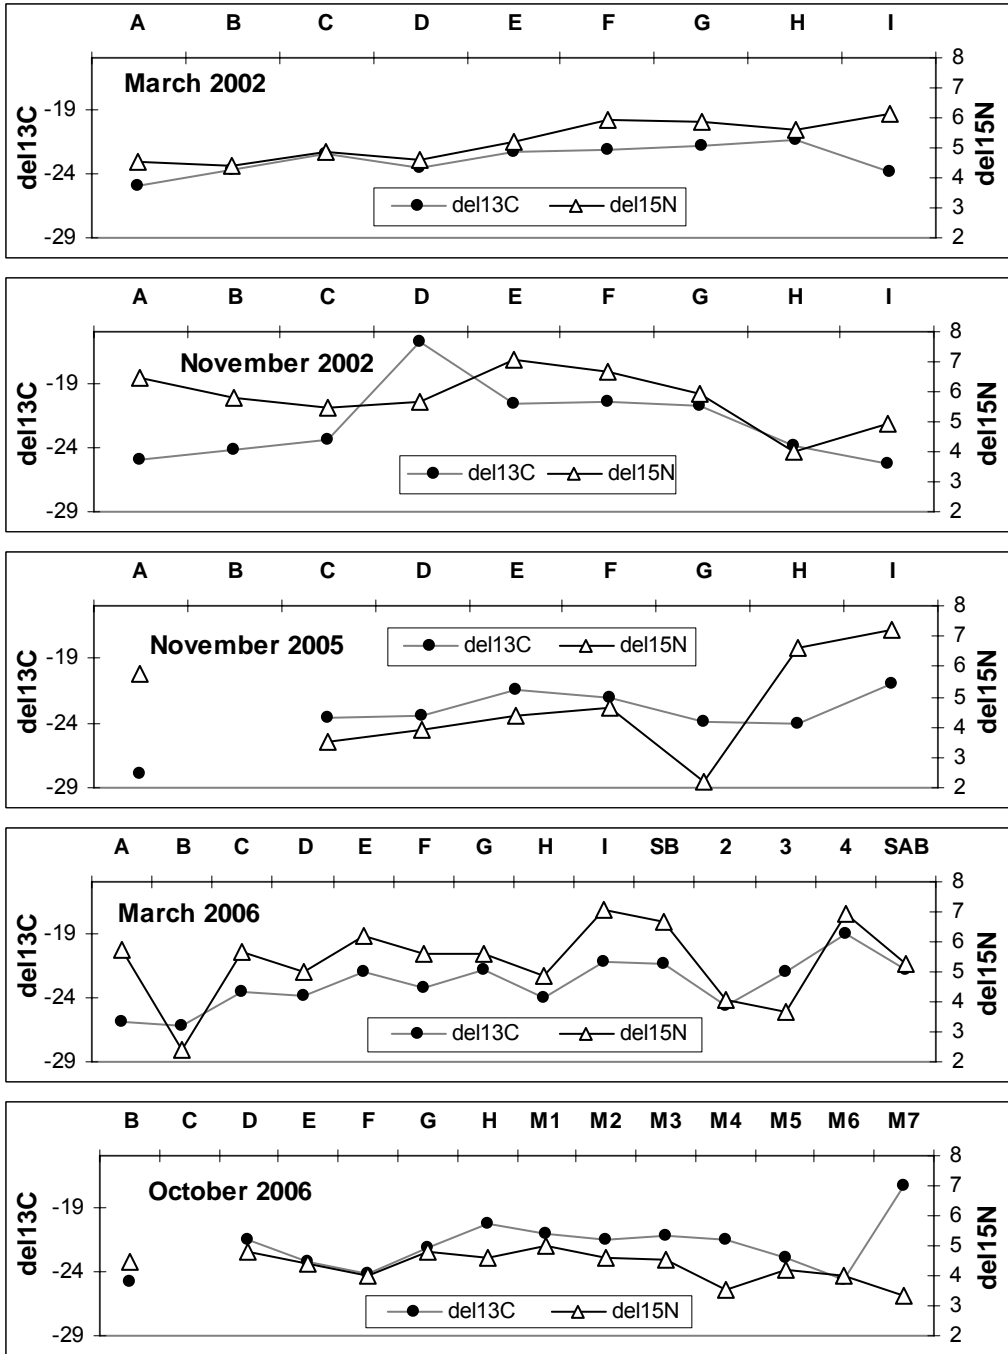 A B C D E F G H I
March 2002
del13C
-19
-24
-29
8
7
6
5
4
3
2
del15N
del13C del15N
A B C D E F G H I
November 2002
del13C
-19
-24
-29
8
7
6
5
4
3
2
del15N
del13C del15N
A B C D E F G H I
November 2005
del13C
-19
-24
-29
8
7
6
5
4
3
2
del15N
del13C del15N
A B C D E F G H I SB 2 3 4 SAB
March 2006
del13C
-19
-24
-29
8
7
6
5
4
3
2
del15N
del13C del15N
B C D E F G H M1 M2 M3 M4 M5 M6 M7
October 2006
del13C
-19
-24
-29
8
7
6
5
4
3
2
del15N
del13C del15N